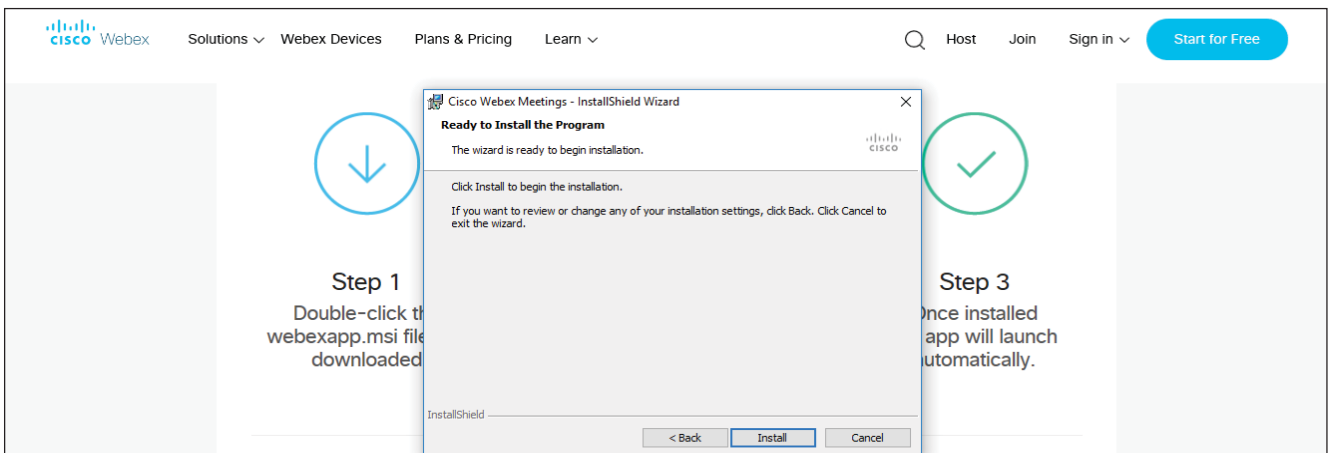 CISCO Webex Solutions Webex Devices Plans & Pricing Learn Host Join Sign in Start for Free
Cisco Webex Meetings - InstallShield Wizard
Ready to Install the Program
The wizard is ready to begin installation.
CISCO
Click Install to begin the installation.
If you want to review or change any of your installation settings, click Back. Click Cancel to
exit the wizard.
InstallShield
< Back Install Cancel
Step 1
Double-click
webexapp.msi
downloaded
Step 3
installed
app will launch